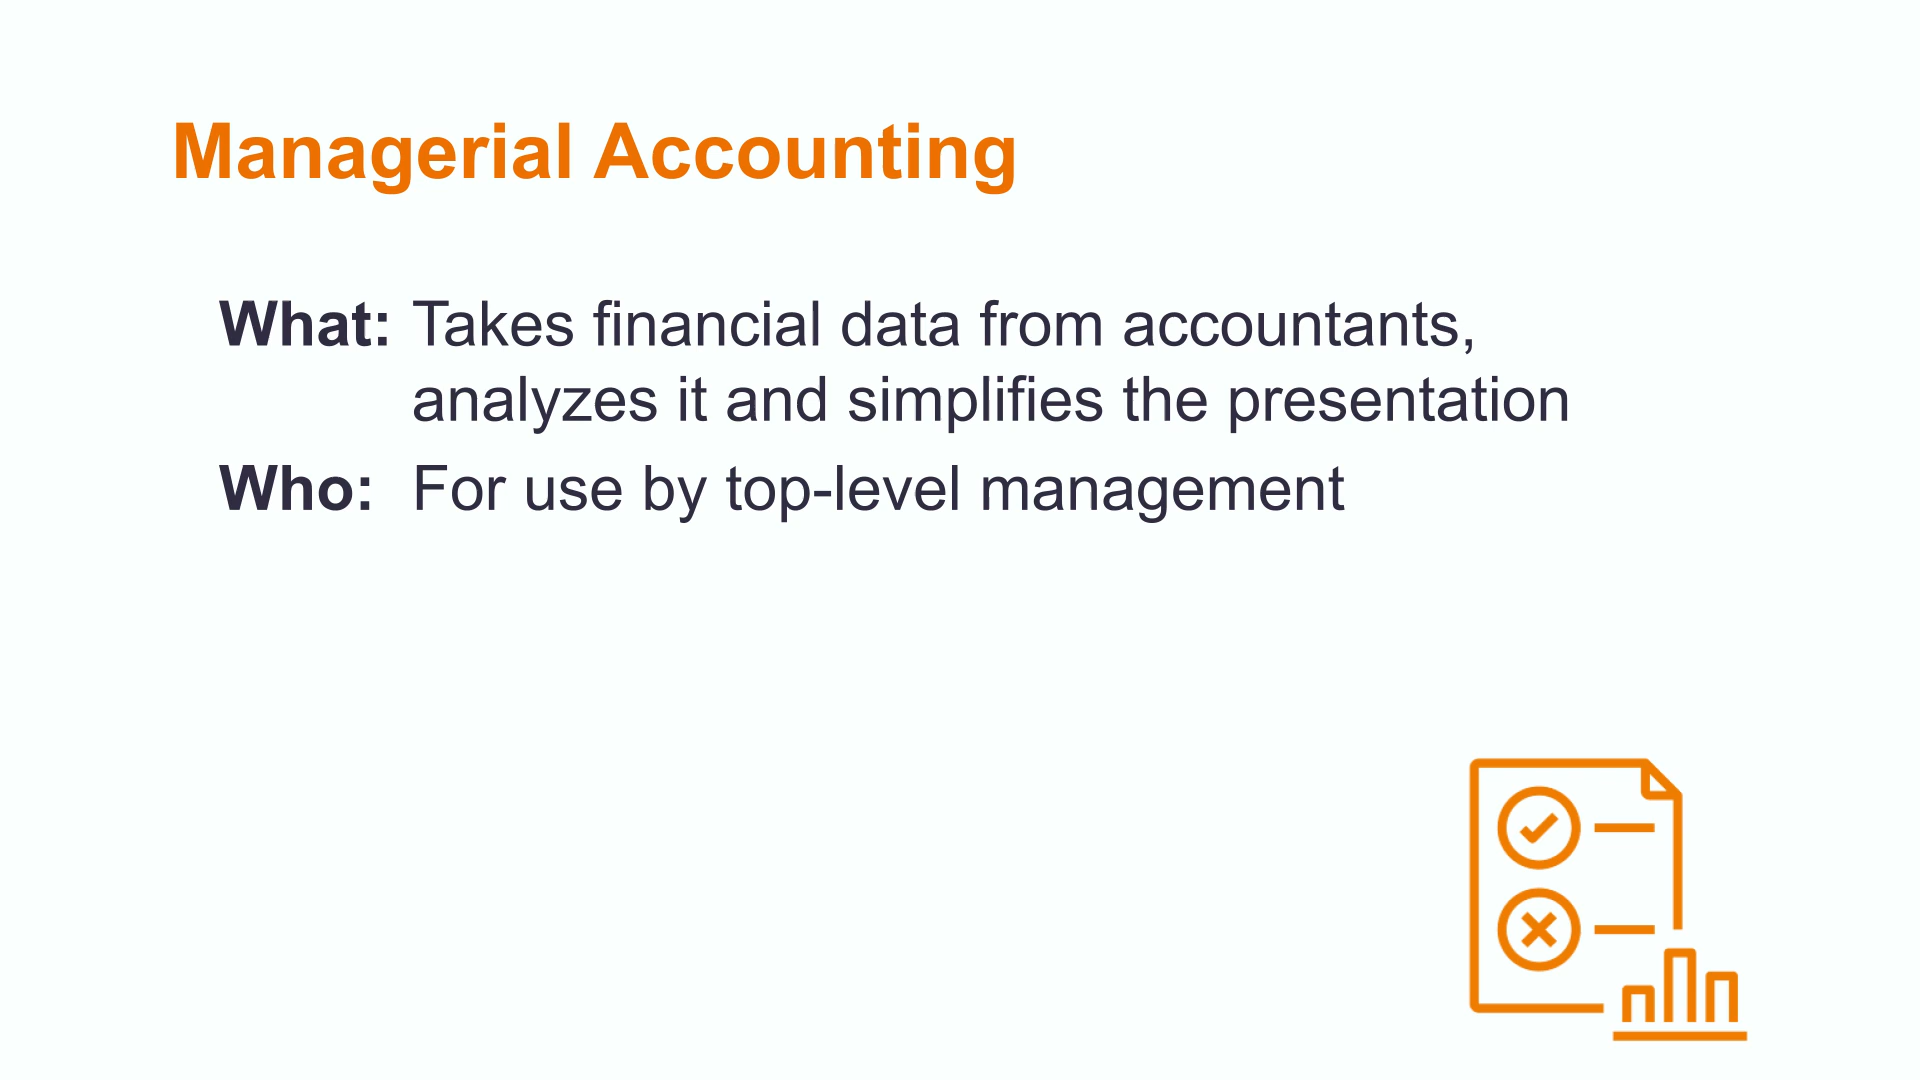 Managerial Accounting
What: Takes financial data from accountants,
analyzes it and simplifies the presentation
Who: For use by top-level management